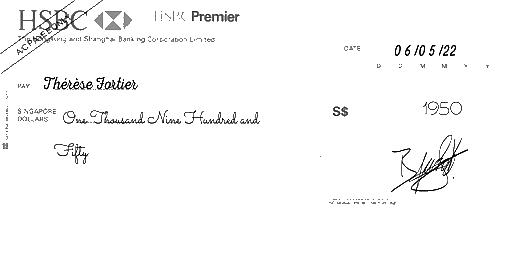 HSBC HSBC Premier
A/C PAYEE ONLY
The Hongkong and Shanghai Banking Corporation Limited
DATE 06/05/22
D D M M Y Y
PAY Thérèse Fortier
SINGAPORE DOLLARS One Thousand Nine Hundred and
Fifty
S$ 1950